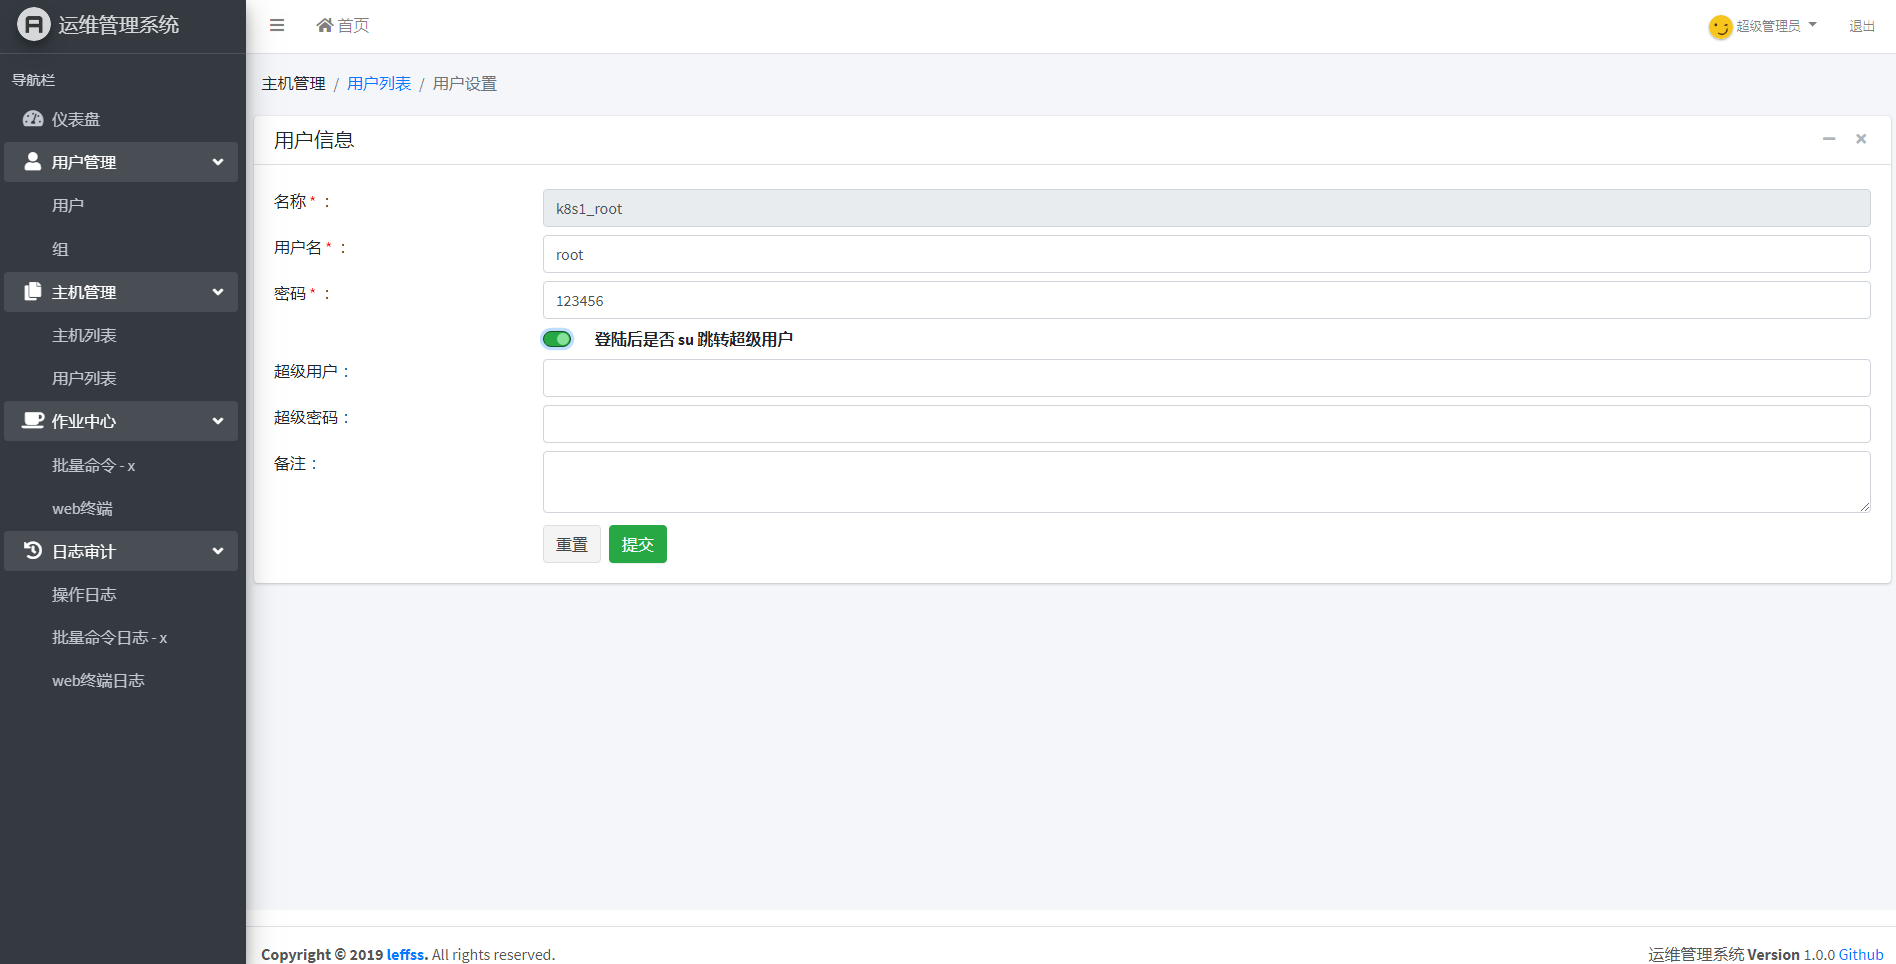 运维管理系统
首页
超级管理员
退出
导航栏
仪表盘
用户管理
用户
组
主机管理
主机列表
用户列表
作业中心
批量命令 - x
web终端
日志审计
操作日志
批量命令日志 - x
web终端日志
主机管理 / 用户列表 / 用户设置
用户信息
名称 * ：
k8s1_root
用户名 * ：
root
密码 * ：
123456
登陆后是否 su 跳转超级用户
超级用户：
超级密码：
备注：
重置
提交
Copyright © 2019 leffss. All rights reserved.
运维管理系统 Version 1.0.0 Github